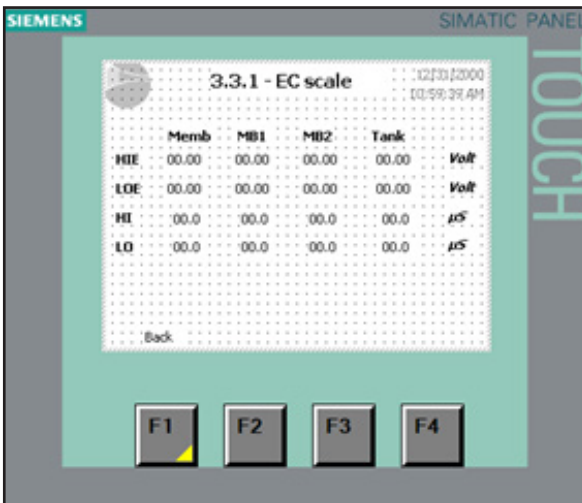 SIEMENS
SIMATIC PANEL
TOUCH
3.3.1 - EC scale
12/31/2000
10:59:39 AM
Memb MB1 MB2 Tank
HIE 00.00 00.00 00.00 00.00 Volt
LOE 00.00 00.00 00.00 00.00 Volt
HI 00.0 00.0 00.0 00.0 µS
LO 00.0 00.0 00.0 00.0 µS
Back
F1 F2 F3 F4